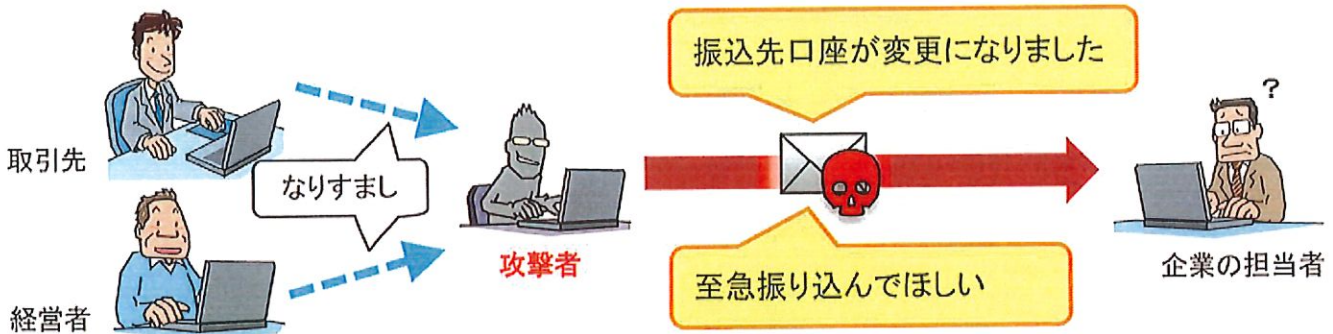 取引先
経営者
なりすまし
攻撃者
振込先口座が変更になりました
至急振り込んでほしい
?
企業の担当者